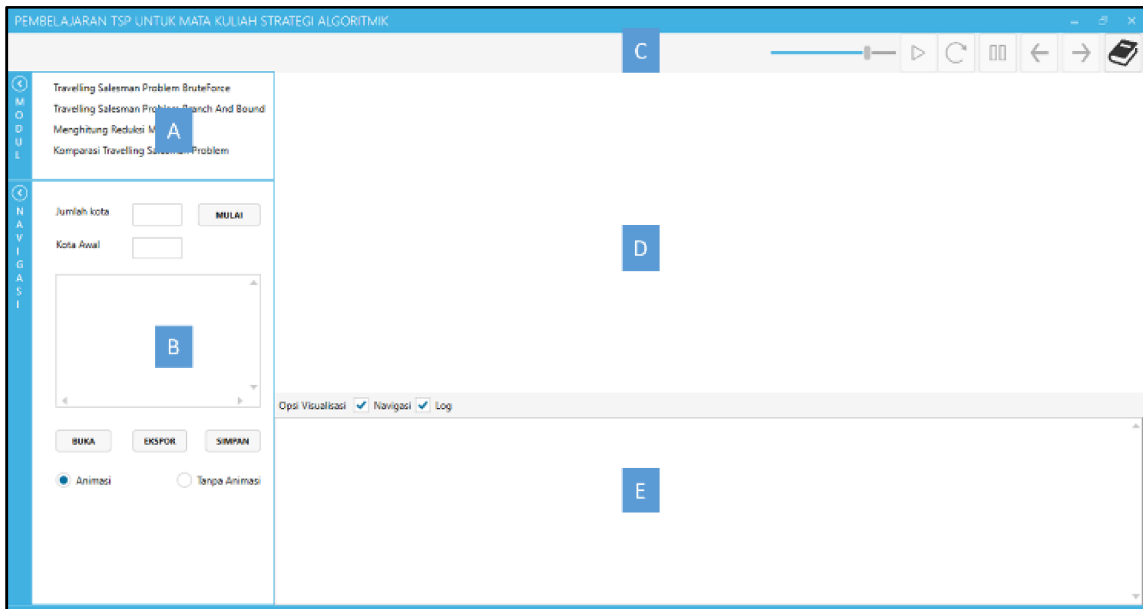 PEMBELAJARAN TSP UNTUK MATA KULIAH STRATEGI ALGORITMIK
C
MODUL
Travelling Salesman Problem BruteForce
Travelling Salesman Problem Branch And Bound
Menghitung Reduksi
A
Komparasi Travelling Salesman Problem
NAVIGASI
Jumlah kota
MULAI
Kota Awal
D
B
Opsi Visualisasi Navigasi Log
BUKA EKSPOR SIMPAN
Animasi Tanpa Animasi
E